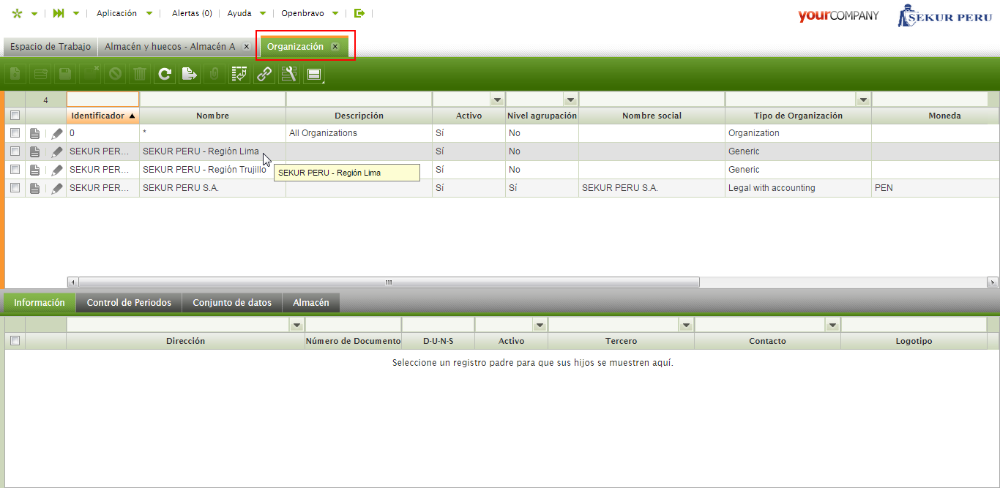 Aplicación Alertas (0) Ayuda Openbravo yourCOMPANY SEKUR PERU
Espacio de Trabajo Almacén y huecos - Almacén A Organización
4
Identificador Nombre Descripción Activo Nivel agrupación Nombre social Tipo de Organización Moneda
0 * All Organizations Sí No Organization
SEKUR PER... SEKUR PERU - Región Lima Sí No Generic
SEKUR PER... SEKUR PERU - Región Trujillo Sí No Generic
SEKUR PERU - Región Lima
SEKUR PER... SEKUR PERU S.A. Sí Sí SEKUR PERU S.A. Legal with accounting PEN
Información Control de Periodos Conjunto de datos Almacén
Dirección Número de Documento D-U-N-S Activo Tercero Contacto Logotipo
Seleccione un registro padre para que sus hijos se muestren aquí.